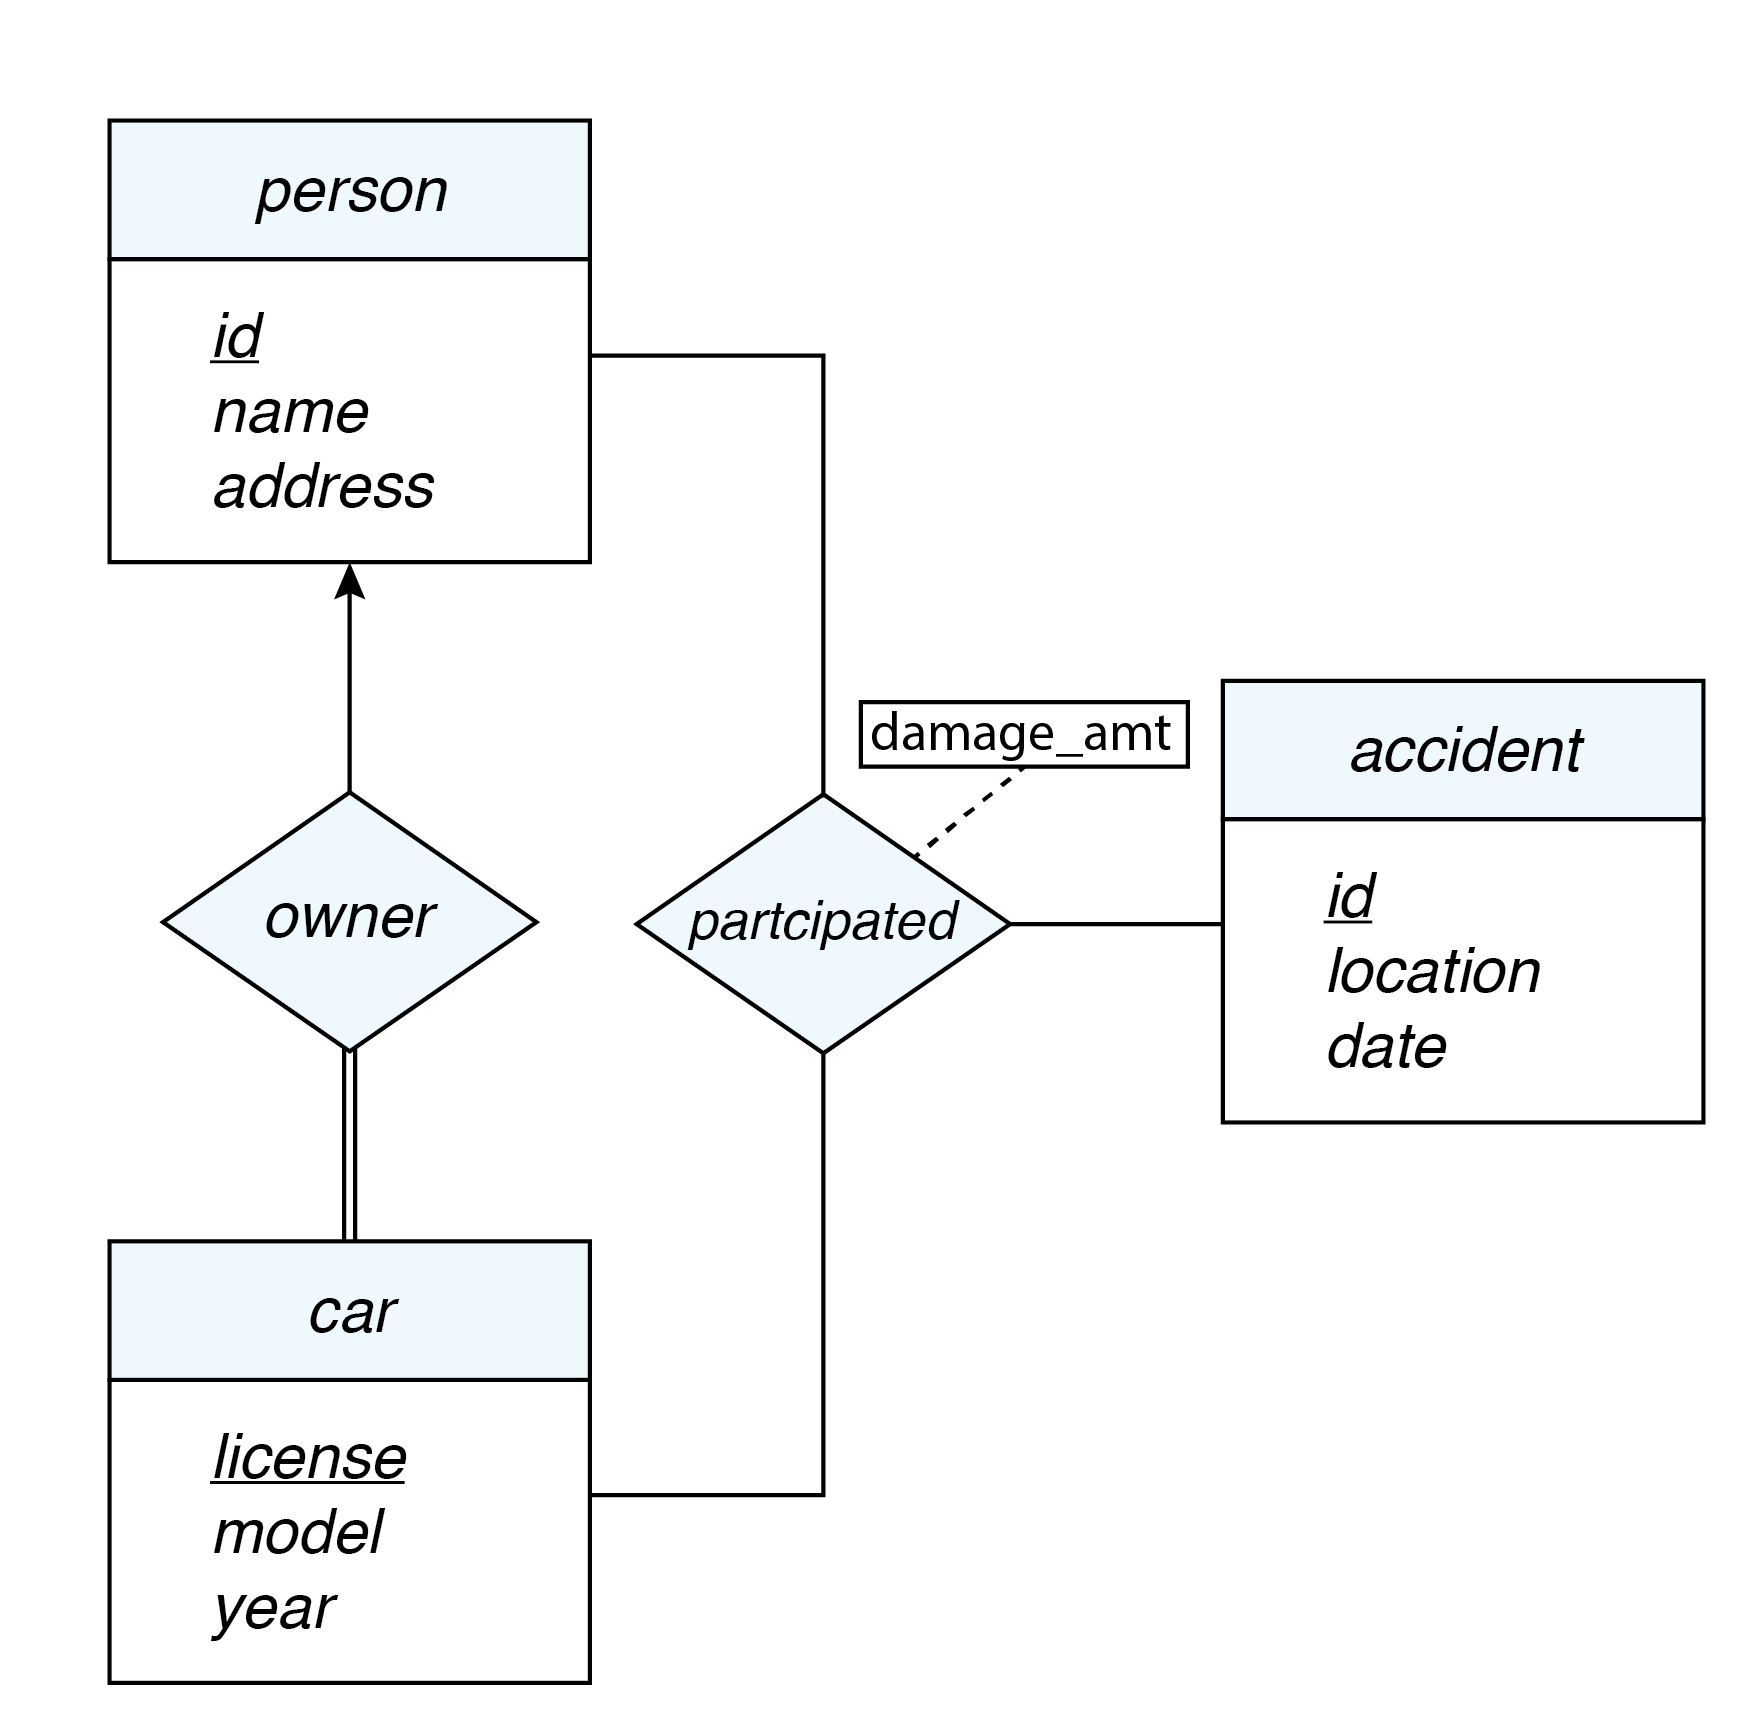 person
id
name
address
owner
car
license
model
year
damage_amt
partcipated
accident
id
location
date